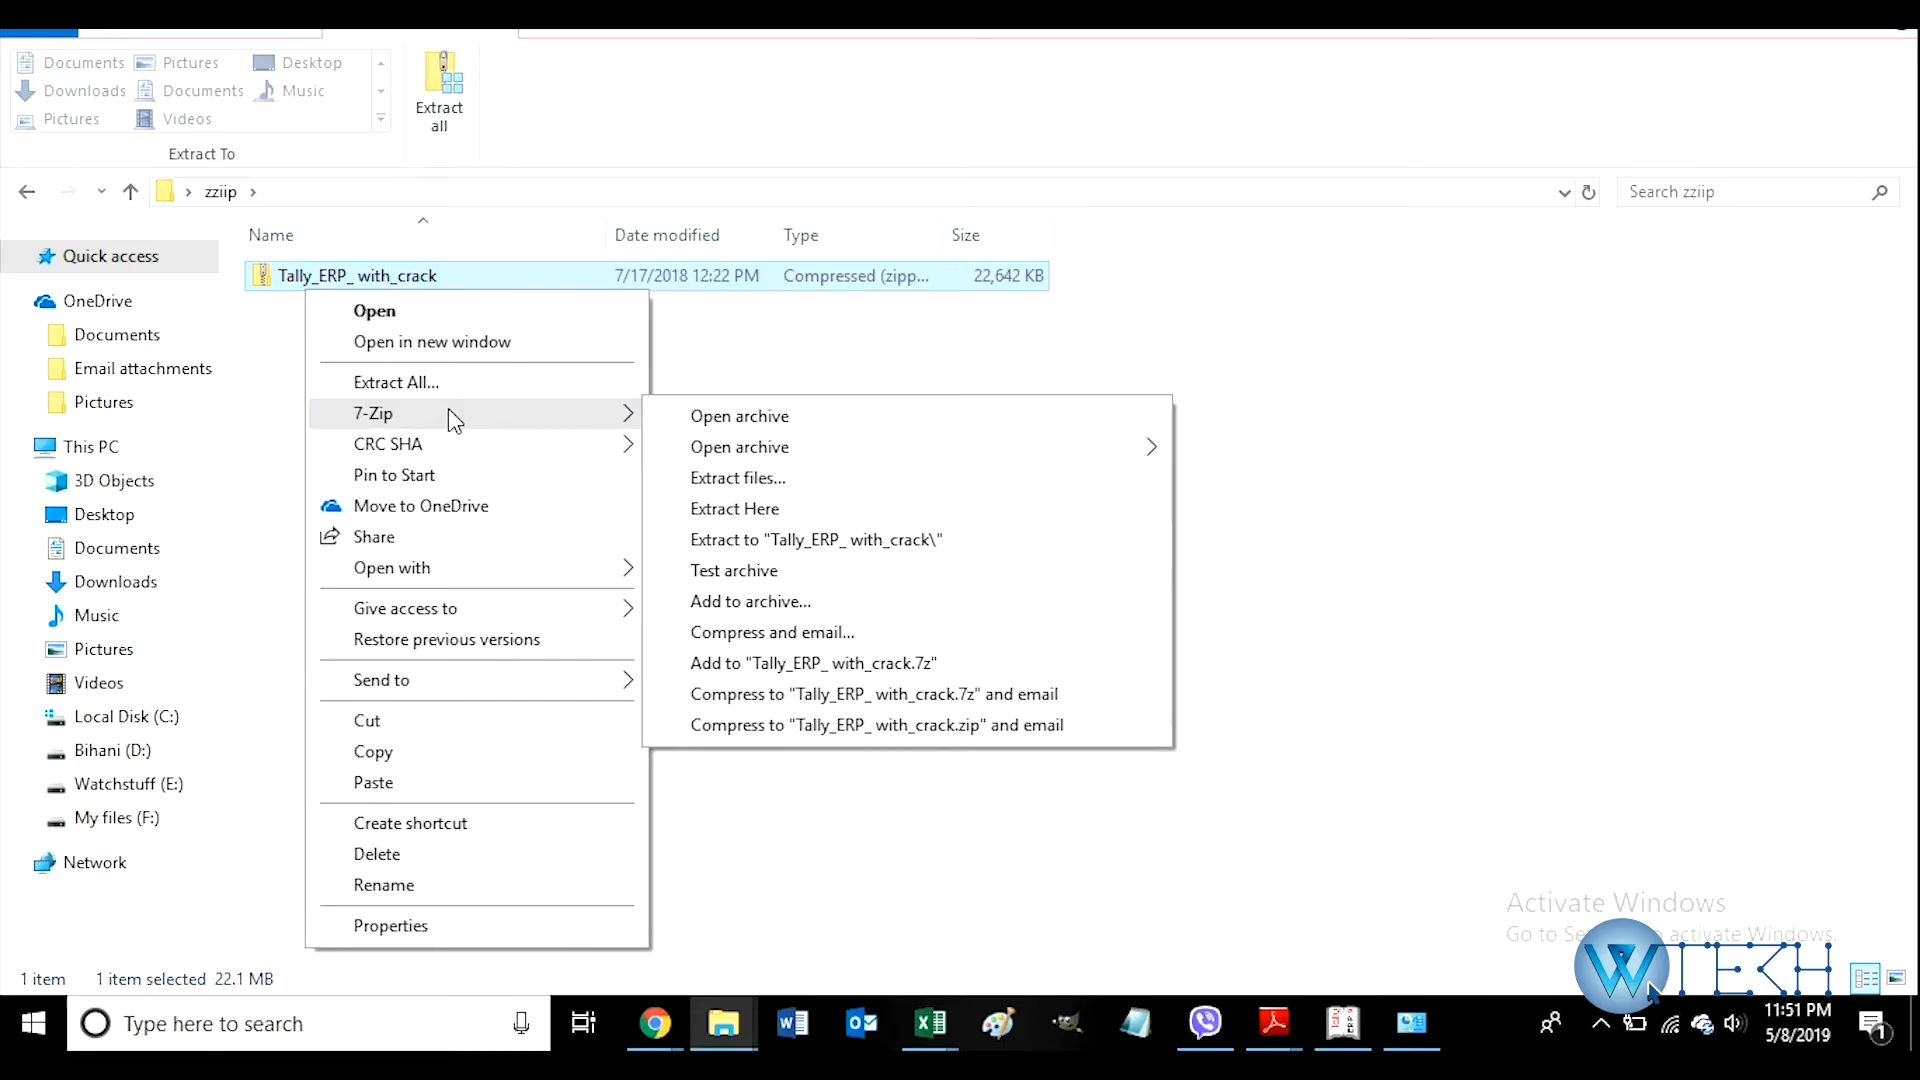 Documents Pictures Desktop
Downloads Documents Music
Pictures Videos
Extract all
Extract To
zziip
Search zziip
Name Date modified Type Size
Tally_ERP_ with_crack 7/17/2018 12:22 PM Compressed (zipp... 22,642 KB
Quick access
OneDrive
Documents
Email attachments
Pictures
This PC
3D Objects
Desktop
Documents
Downloads
Music
Pictures
Videos
Local Disk (C:)
Bihani (D:)
Watchstuff (E:)
My files (F:)
Network
Open
Open in new window
Extract All...
7-Zip
CRC SHA
Pin to Start
Move to OneDrive
Share
Open with
Give access to
Restore previous versions
Send to
Cut
Copy
Paste
Create shortcut
Delete
Rename
Properties
Open archive
Open archive
Extract files...
Extract Here
Extract to "Tally_ERP_ with_crack\"
Test archive
Add to archive...
Compress and email...
Add to "Tally_ERP_ with_crack.7z"
Compress to "Tally_ERP_ with_crack.7z" and email
Compress to "Tally_ERP_ with_crack.zip" and email
Activate Windows
Go to activate Windows.
WTECH
1 item 1 item selected 22.1 MB
Type here to search
11:51 PM
5/8/2019
1